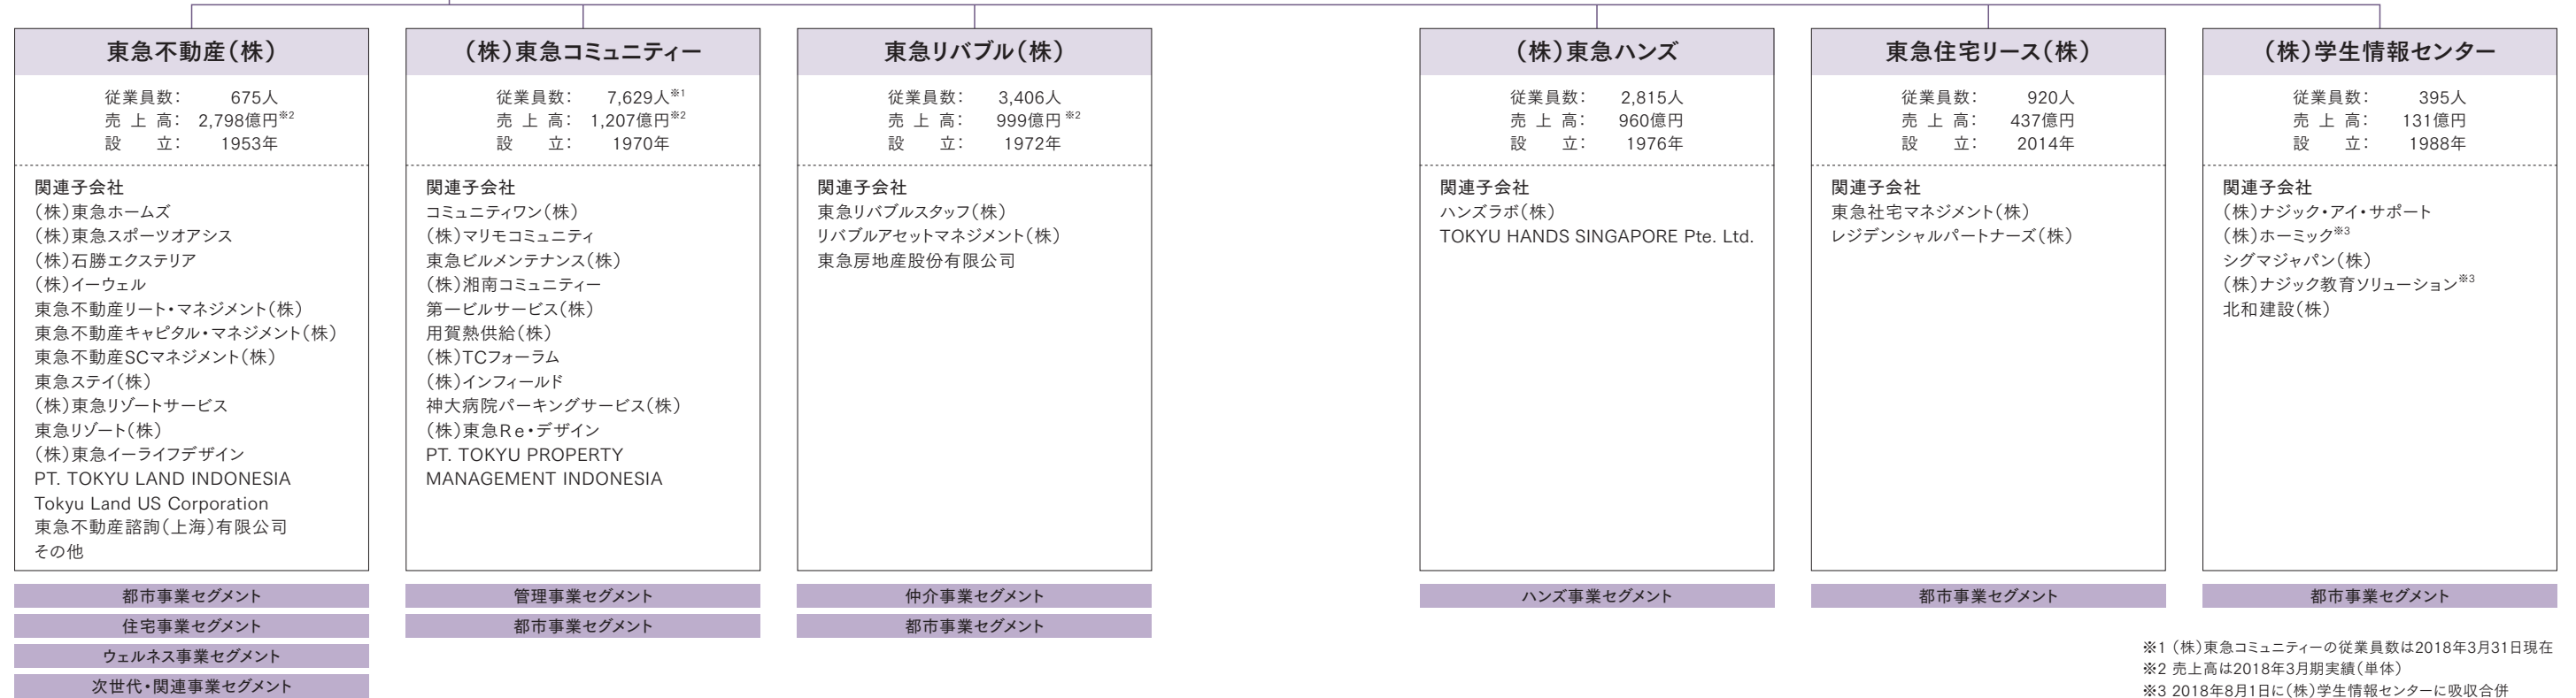 東急不動産(株)
従業員数： 675人
売上高： 2,798億円※2
設立： 1953年
関連子会社
(株)東急ホームズ
(株)東急スポーツオアシス
(株)石勝エクステリア
(株)イーウェル
東急不動産リート・マネジメント(株)
東急不動産キャピタル・マネジメント(株)
東急不動産SCマネジメント(株)
東急ステイ(株)
(株)東急リゾートサービス
東急リゾート(株)
(株)東急イーライフデザイン
PT. TOKYU LAND INDONESIA
Tokyu Land US Corporation
東急不動産諮詢(上海)有限公司
その他
都市事業セグメント
住宅事業セグメント
ウェルネス事業セグメント
次世代・関連事業セグメント
(株)東急コミュニティー
従業員数： 7,629人※1
売上高： 1,207億円※2
設立： 1970年
関連子会社
コミュニティワン(株)
(株)マリモコミュニティ
東急ビルメンテナンス(株)
(株)湘南コミュニティー
第一ビルサービス(株)
用賀熱供給(株)
(株)TCフォーラム
(株)インフィールド
神大病院パーキングサービス(株)
(株)東急Re・デザイン
PT. TOKYU PROPERTY
MANAGEMENT INDONESIA
管理事業セグメント
都市事業セグメント
東急リバブル(株)
従業員数： 3,406人
売上高： 999億円※2
設立： 1972年
関連子会社
東急リバブルスタッフ(株)
リバブルアセットマネジメント(株)
東急房地産股份有限公司
仲介事業セグメント
都市事業セグメント
(株)東急ハンズ
従業員数： 2,815人
売上高： 960億円
設立： 1976年
関連子会社
ハンズラボ(株)
TOKYU HANDS SINGAPORE Pte. Ltd.
ハンズ事業セグメント
東急住宅リース(株)
従業員数： 920人
売上高： 437億円
設立： 2014年
関連子会社
東急社宅マネジメント(株)
レジデンシャルパートナーズ(株)
都市事業セグメント
(株)学生情報センター
従業員数： 395人
売上高： 131億円
設立： 1988年
関連子会社
(株)ナジック・アイ・サポート
(株)ホーミック※3
シグマジャパン(株)
(株)ナジック教育ソリューション※3
北和建設(株)
都市事業セグメント
※1 (株)東急コミュニティーの従業員数は2018年3月31日現在
※2 売上高は2018年3月期実績(単体)
※3 2018年8月1日に(株)学生情報センターに吸収合併